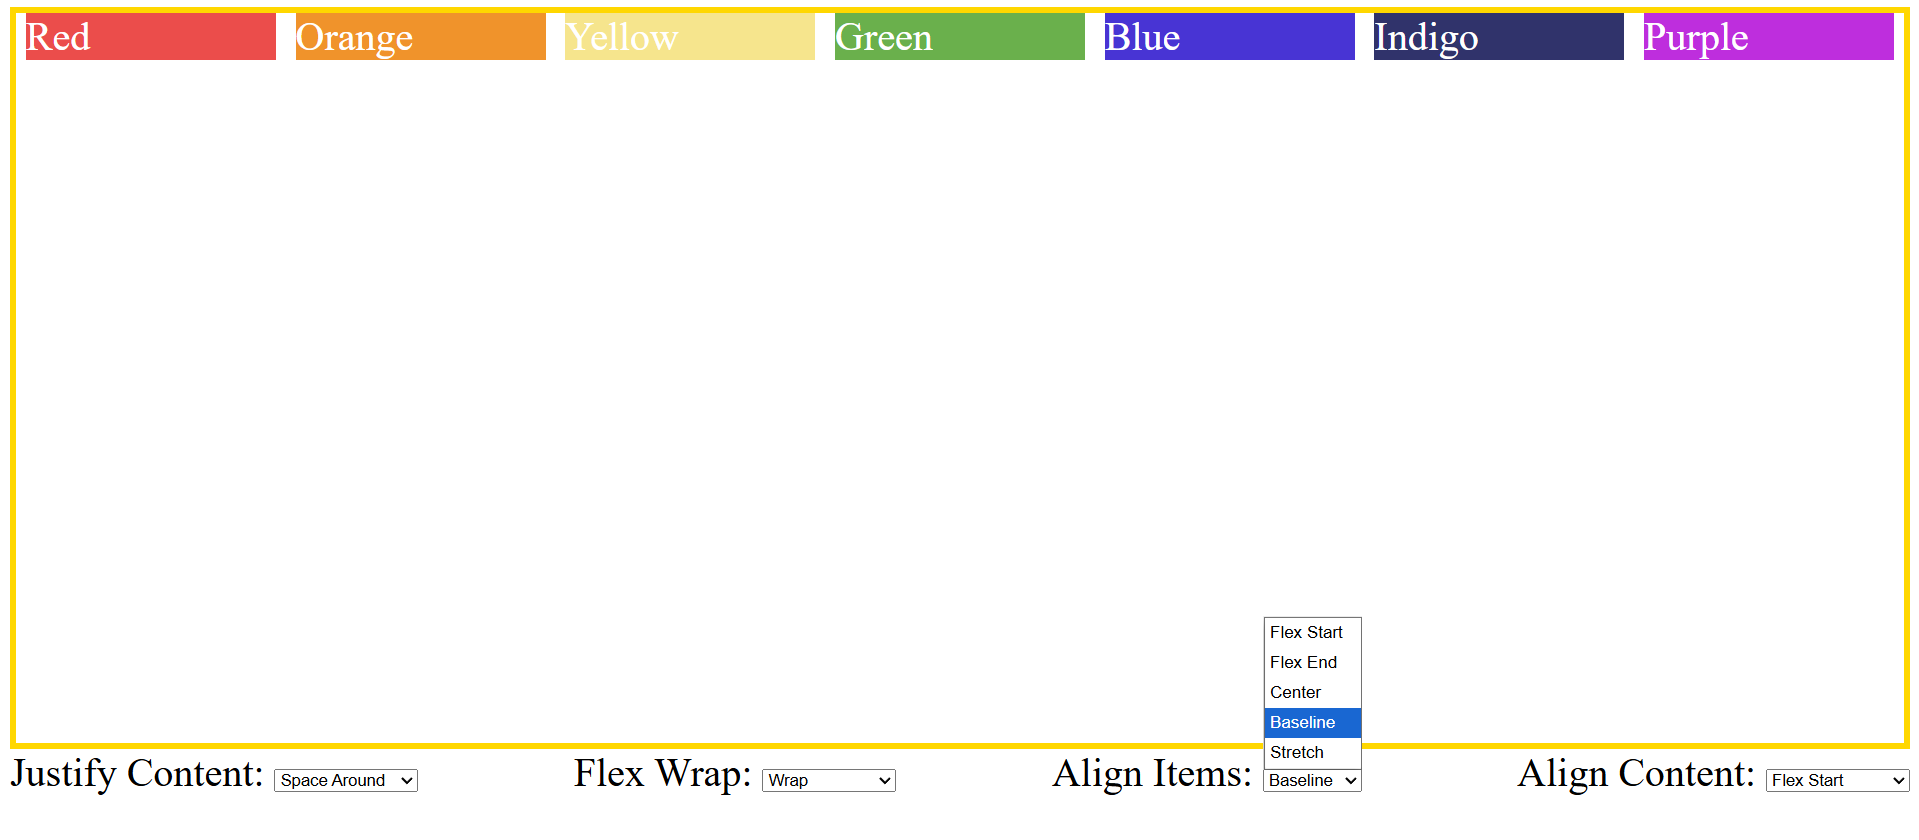 Red Orange Yellow Green Blue Indigo Purple
Flex Start
Flex End
Center
Baseline
Stretch
Justify Content: Space Around Flex Wrap: Wrap Align Items: Baseline Align Content: Flex Start